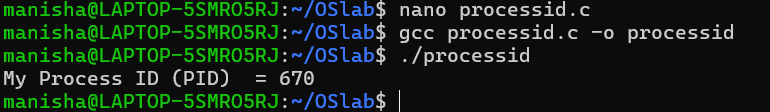 manisha@LAPTOP-5SMRO5RJ:~/OSlab$ nano processid.c
manisha@LAPTOP-5SMRO5RJ:~/OSlab$ gcc processid.c -o processid
manisha@LAPTOP-5SMRO5RJ:~/OSlab$ ./processid
My Process ID (PID)  = 670
manisha@LAPTOP-5SMRO5RJ:~/OSlab$